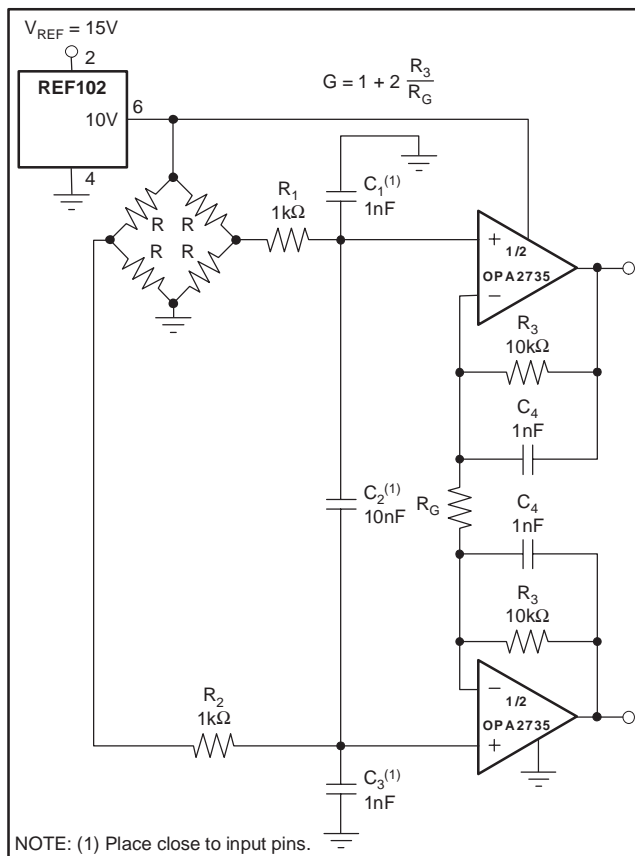 V_REF = 15V
2
REF102
10V
6
4
G = 1 + 2 R₃/R_G
R R
R R
R₁
1kΩ
C₁⁽¹⁾
1nF
+
1/2
OPA2735
−
R₃
10kΩ
C₄
1nF
C₂⁽¹⁾
10nF
R_G
C₄
1nF
R₃
10kΩ
R₂
1kΩ
−
1/2
OPA2735
+
C₃⁽¹⁾
1nF
NOTE: (1) Place close to input pins.